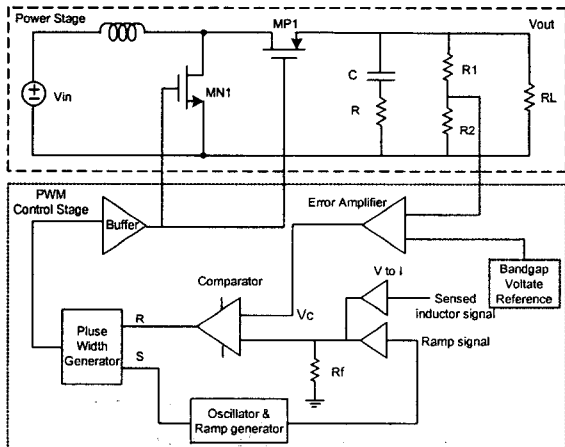 Power Stage
MP1
Vout
Vin
MN1
C
R
R1
R2
RL
PWM
Control Stage
Buffer
Error Amplifier
Comparator
V to I
Bandgap
Voltate
Reference
Vc
Sensed
inductor signal
Pluse
Width
Generator
R
S
Rf
Ramp signal
Oscillator &
Ramp generator